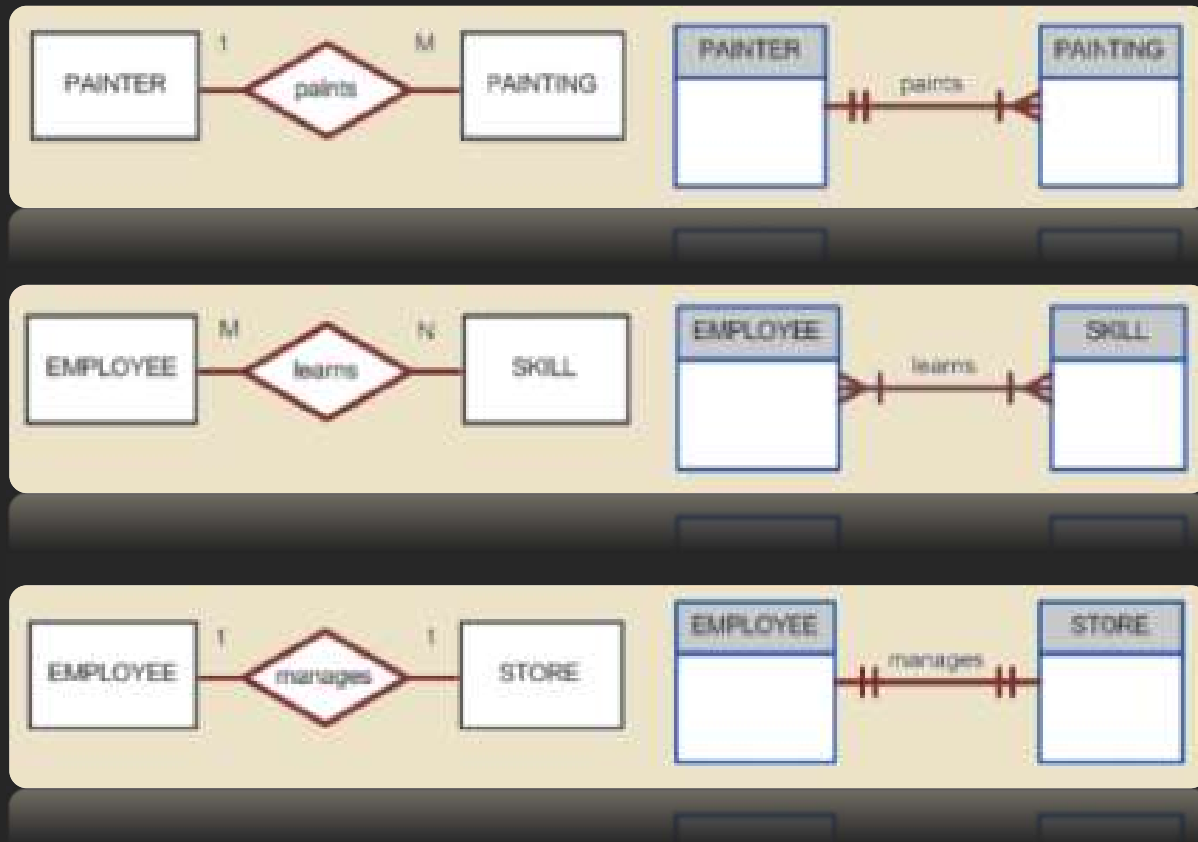 1 M
PAINTER paints PAINTING
PAINTER paints PAINTING
M N
EMPLOYEE learns SKILL
EMPLOYEE learns SKILL
1 1
EMPLOYEE manages STORE
EMPLOYEE manages STORE